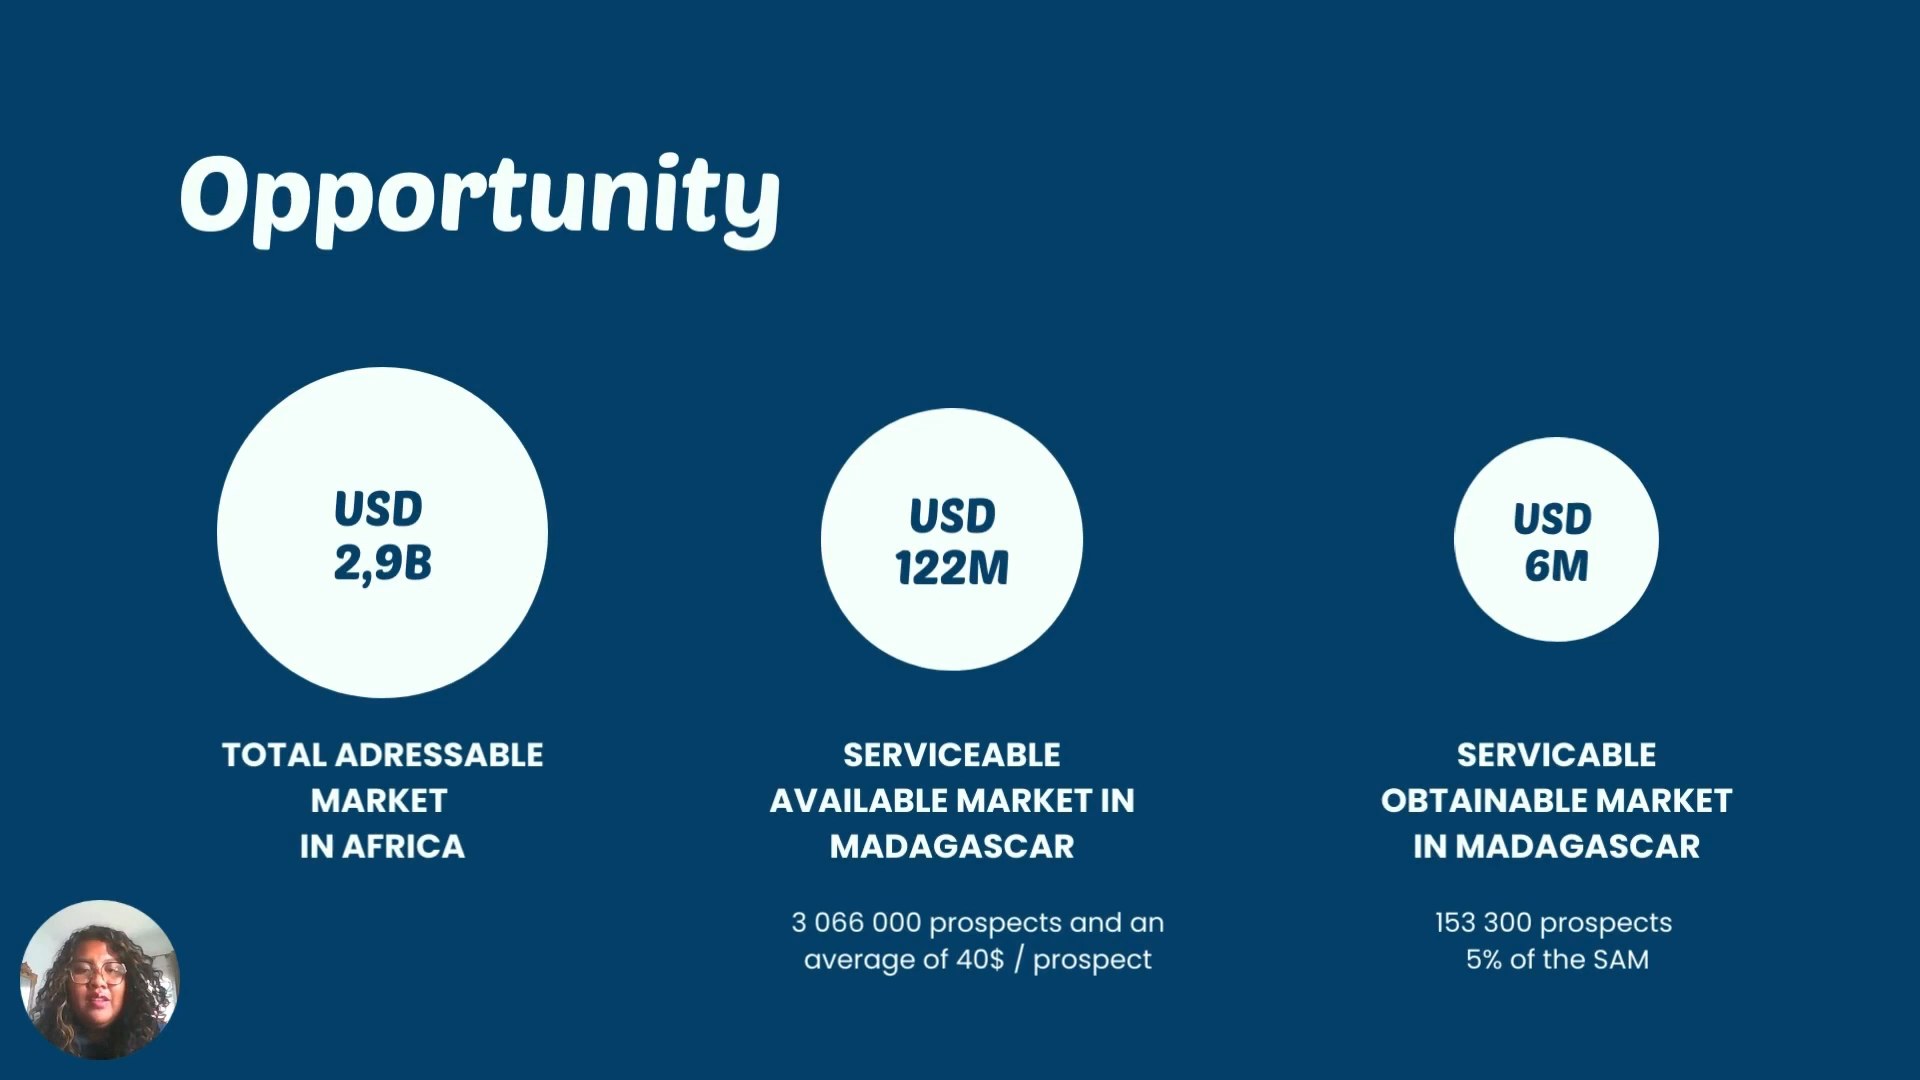 Opportunity
USD
2,9B
USD
122M
USD
6M
TOTAL ADRESSABLE
MARKET
IN AFRICA
SERVICEABLE
AVAILABLE MARKET IN
MADAGASCAR
3 066 000 prospects and an
average of 40$ / prospect
SERVICABLE
OBTAINABLE MARKET
IN MADAGASCAR
153 300 prospects
5% of the SAM